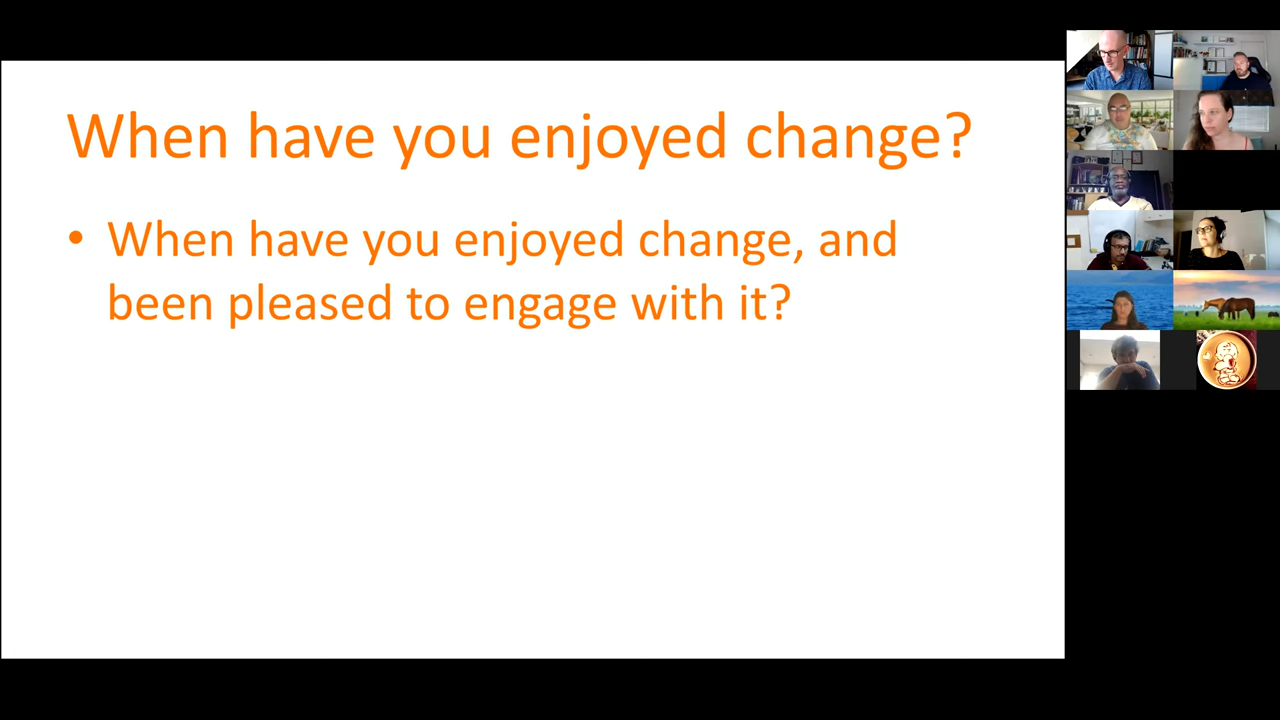 When have you enjoyed change?
• When have you enjoyed change, and
been pleased to engage with it?